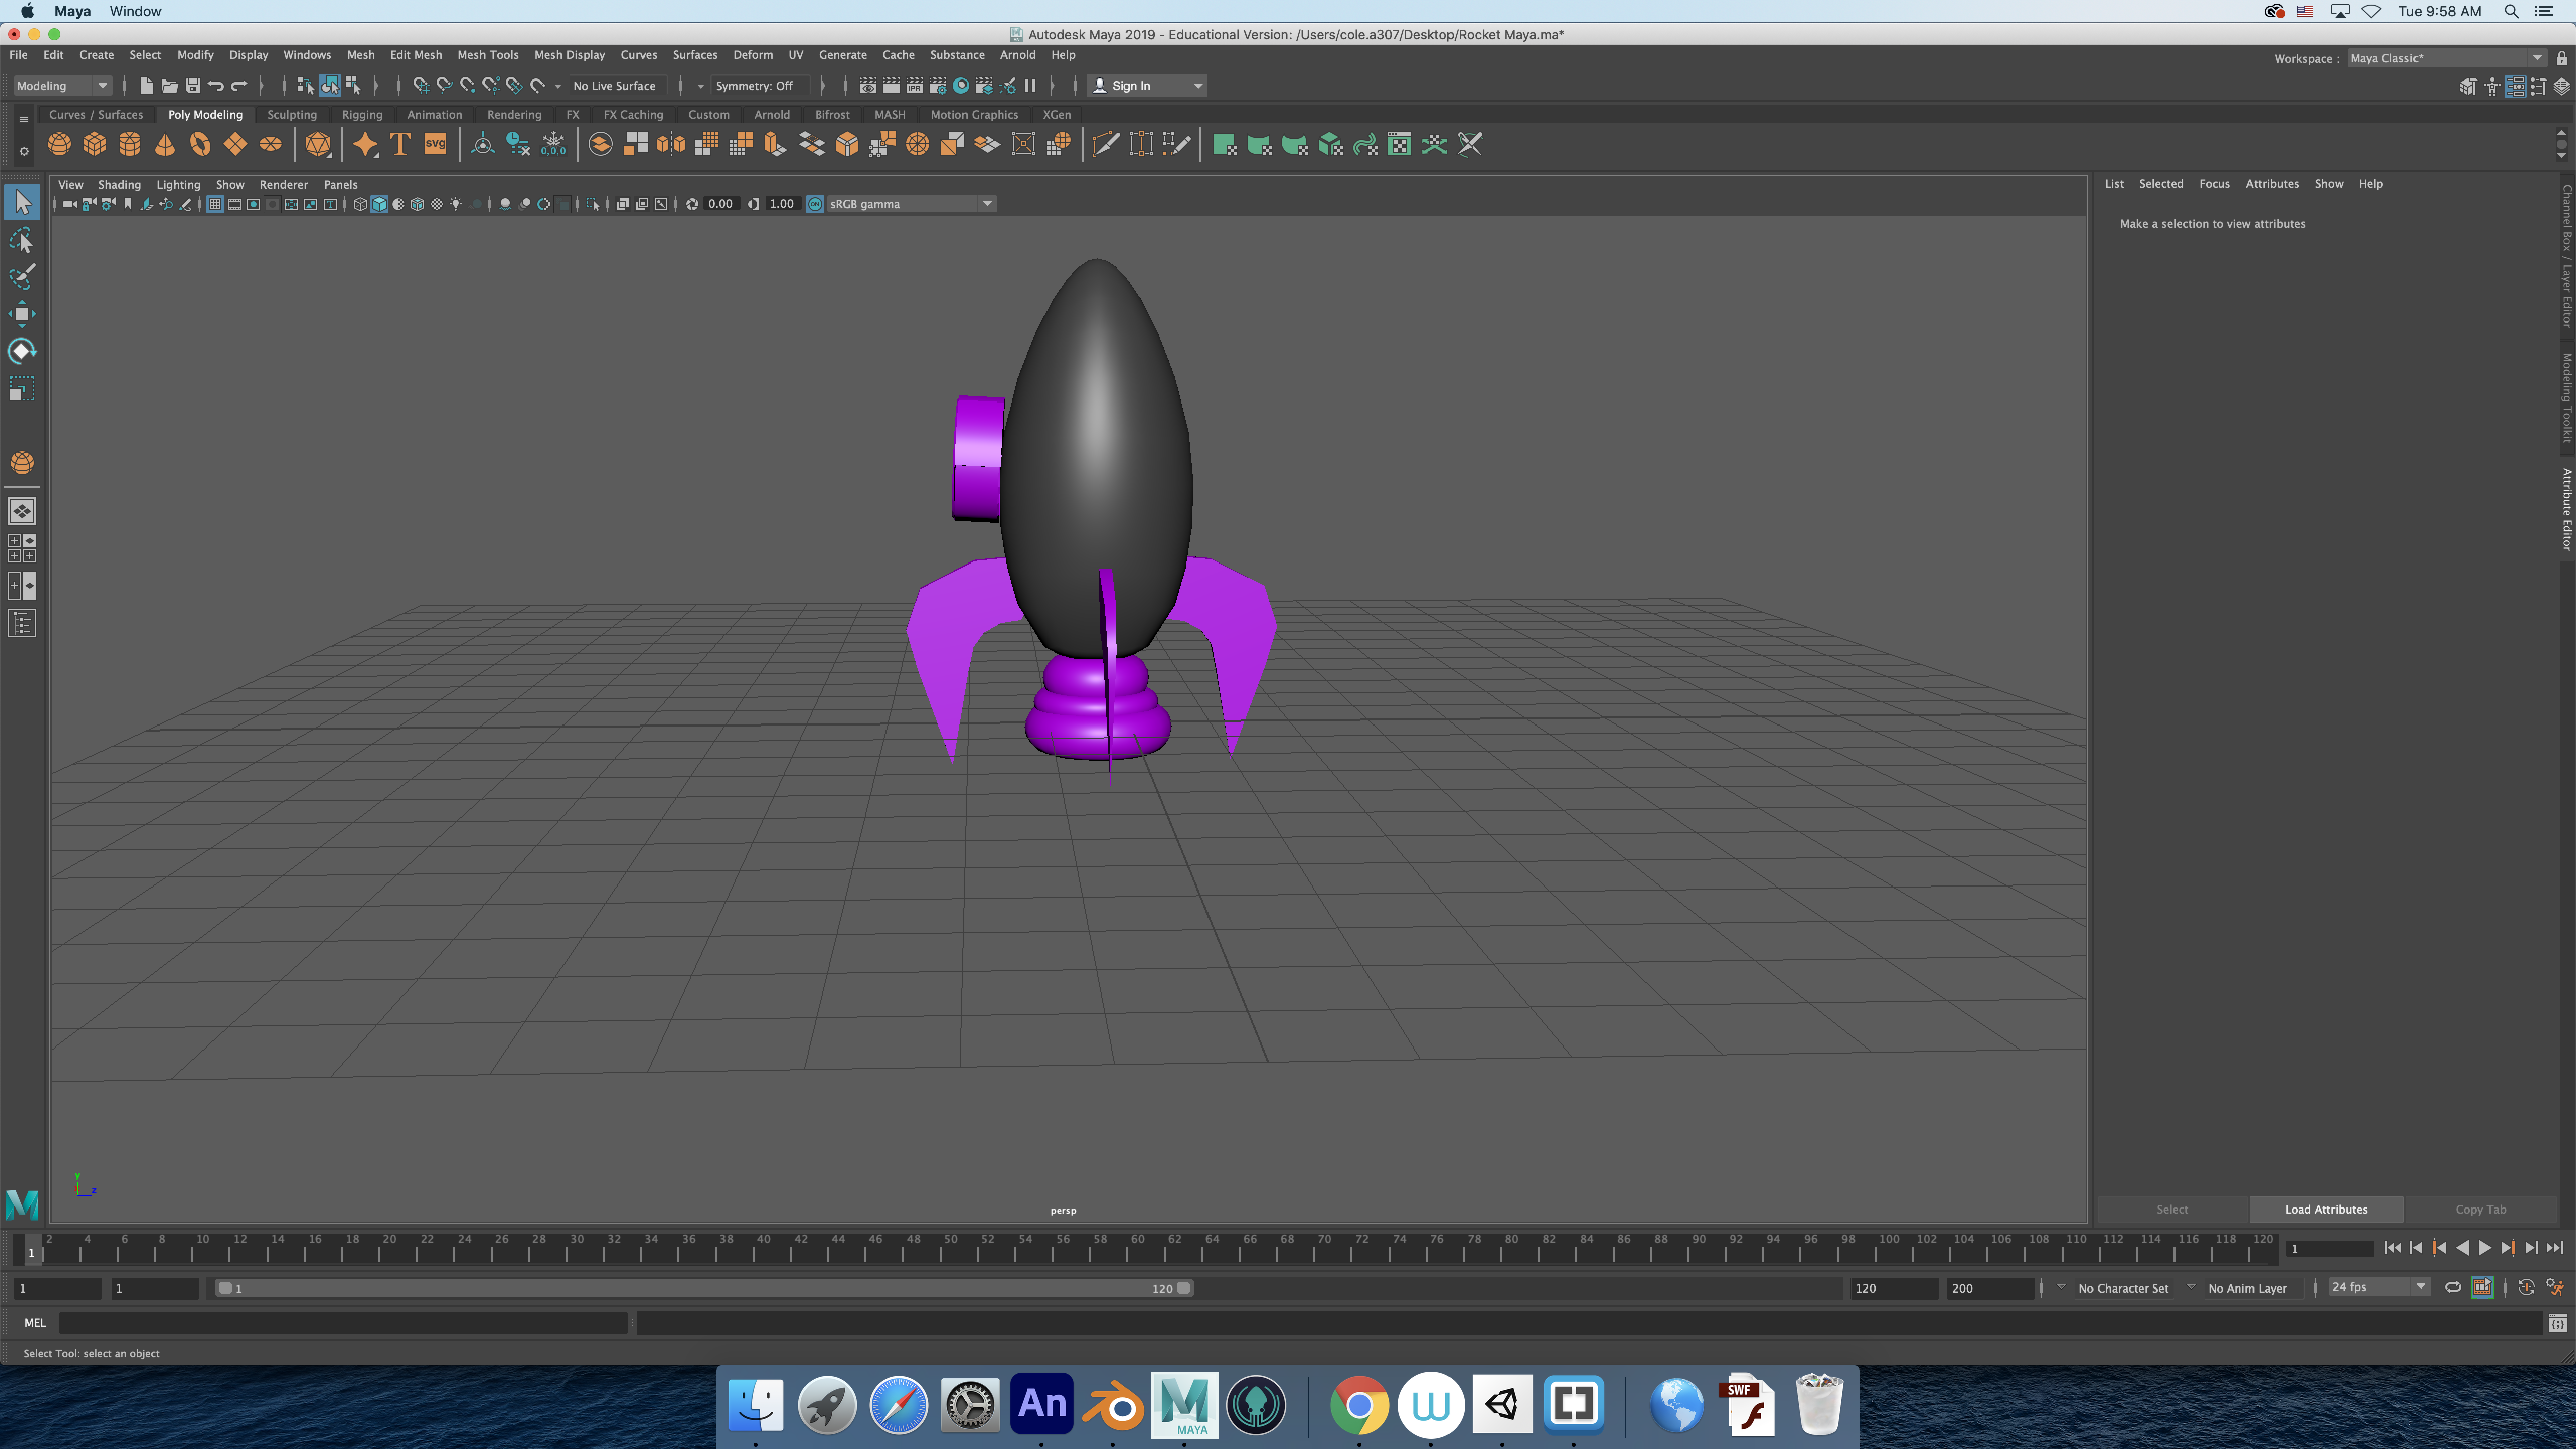 Maya Window Tue 9:58 AM
Autodesk Maya 2019 - Educational Version: /Users/cole.a307/Desktop/Rocket Maya.ma*
File Edit Create Select Modify Display Windows Mesh Edit Mesh Mesh Tools Mesh Display Curves Surfaces Deform UV Generate Cache Substance Arnold Help Workspace : Maya Classic*
Modeling No Live Surface Symmetry: Off IPR Sign In
Curves / Surfaces Poly Modeling Sculpting Rigging Animation Rendering FX FX Caching Custom Arnold Bifrost MASH Motion Graphics XGen
T svg 0,0,0
View Shading Lighting Show Renderer Panels
0.00 1.00 ON sRGB gamma
List Selected Focus Attributes Show Help
Make a selection to view attributes
Channel Box / Layer Editor
Modeling Toolkit
Attribute Editor
Y
Z
persp
Select Load Attributes Copy Tab
1 2 4 6 8 10 12 14 16 18 20 22 24 26 28 30 32 34 36 38 40 42 44 46 48 50 52 54 56 58 60 62 64 66 68 70 72 74 76 78 80 82 84 86 88 90 92 94 96 98 100 102 104 106 108 110 112 114 116 118 120 1
1 1 1 120 120 200 No Character Set No Anim Layer 24 fps
MEL
Select Tool: select an object
An MAYA W SWF